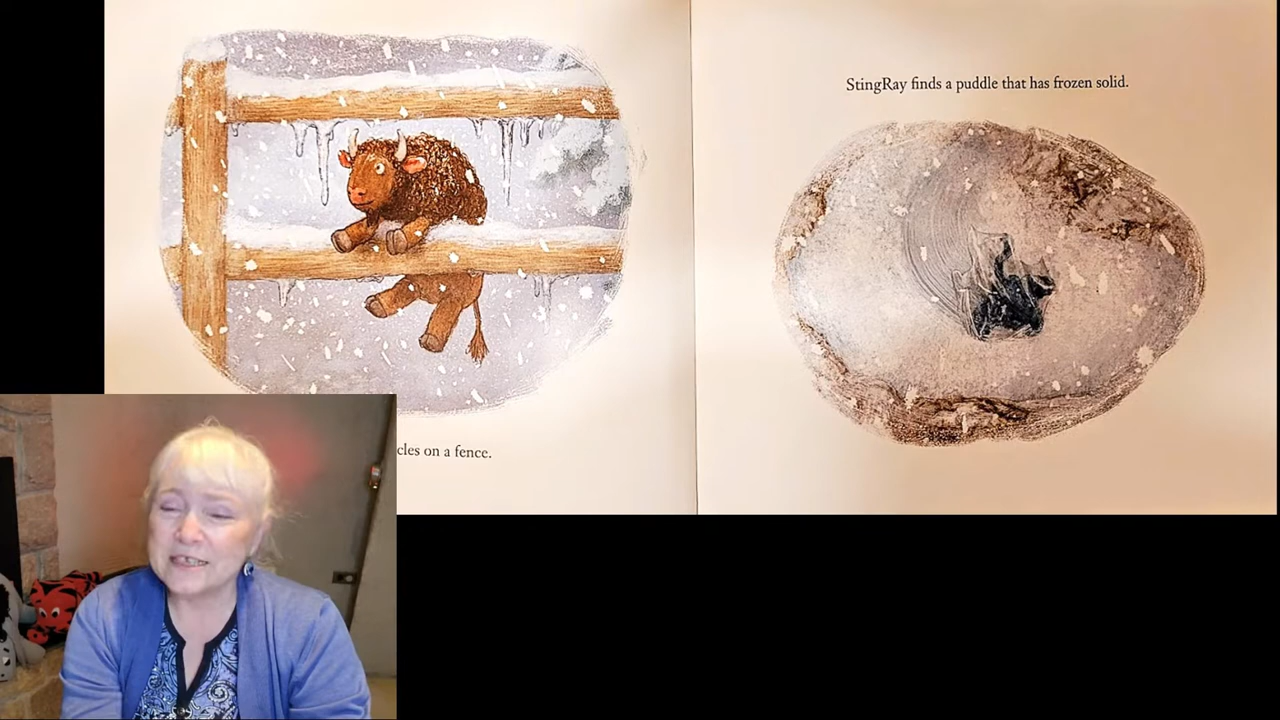 cles on a fence.
StingRay finds a puddle that has frozen solid.